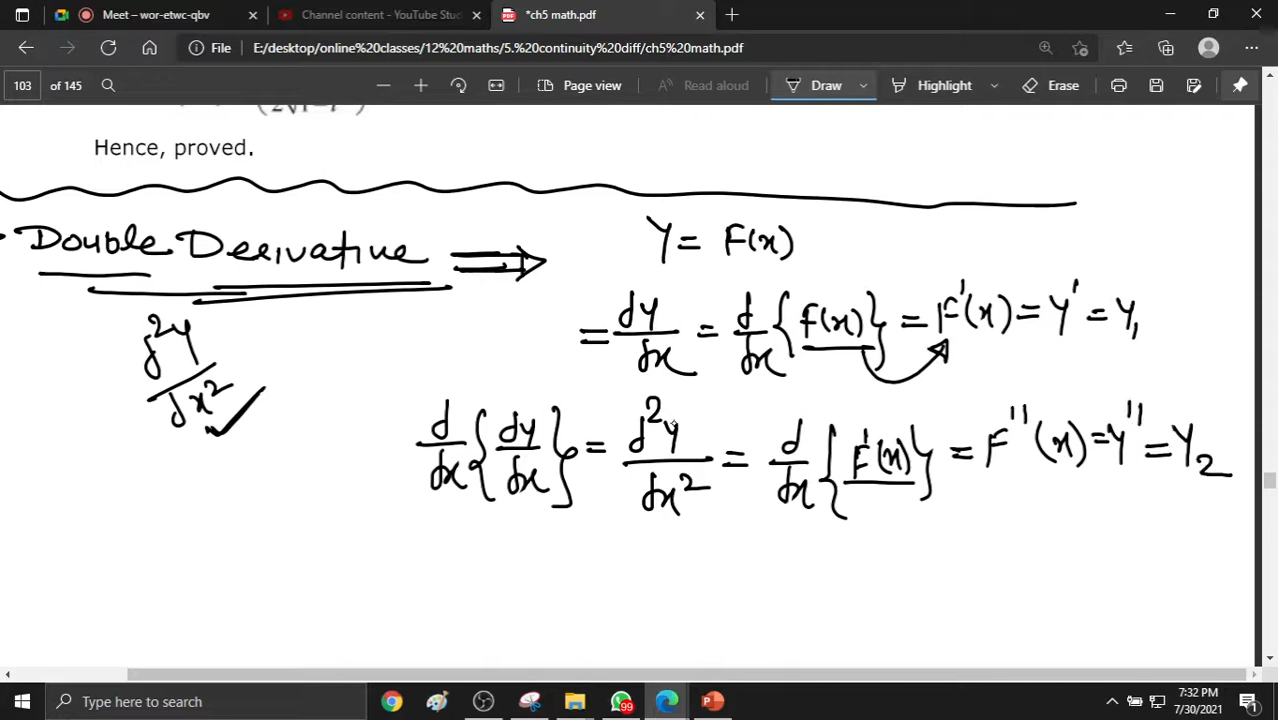 Meet – wor-etwc-qbv
Channel content - YouTube Stud
*ch5 math.pdf
File E:/desktop/online%20classes/12%20maths/5.%20continuity%20diff/ch5%20math.pdf
103 of 145 Page view Read aloud Draw Highlight Erase
Hence, proved.
Double Derivative ⟹
Y = F(x)
= dy/dx = d/dx {f(x)} = F'(x) = Y' = Y₁
d²y/dx² ✓
d/dx {dy/dx} = d²y/dx² = d/dx {F'(x)} = F''(x) = Y'' = Y₂
Type here to search
99
7:32 PM
7/30/2021
1